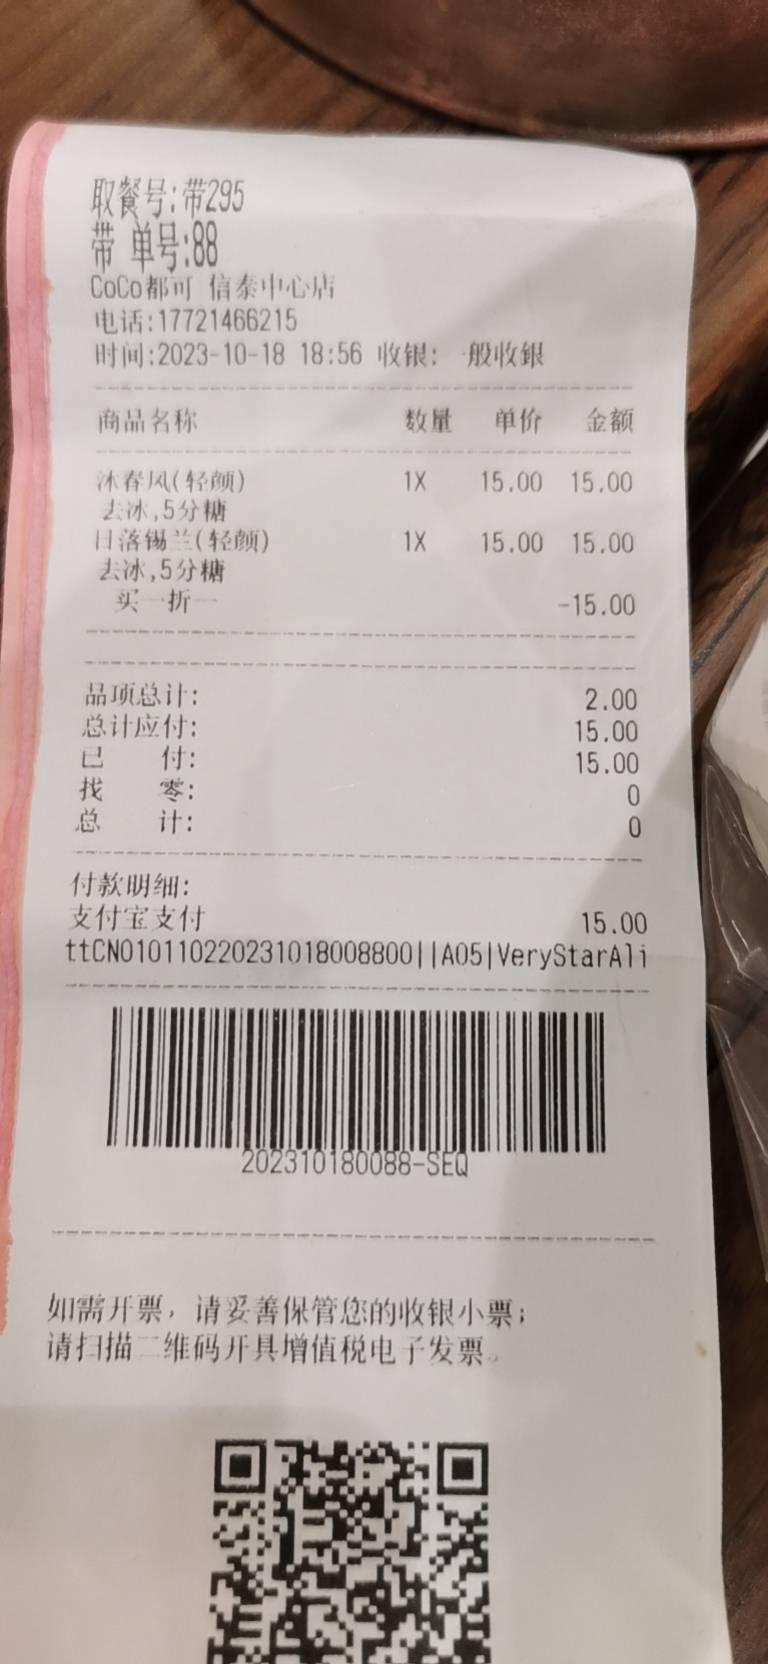 取餐号:带295
带 单号:88
CoCo都可 信泰中心店
电话:17721466215
时间:2023-10-18 18:56 收银: 一般收銀
商品名称 数量 单价 金额
沐春风(轻颜) 1X 15.00 15.00
去冰,5分糖
日落锡兰(轻颜) 1X 15.00 15.00
去冰,5分糖
买一折一 -15.00
品项总计: 2.00
总计应付: 15.00
已 付: 15.00
找 零: 0
总 计: 0
付款明细:
支付宝支付 15.00
ttCN010110220231018008800||A05|VeryStarAli
202310180088-SEQ
如需开票，请妥善保管您的收银小票；
请扫描二维码开具增值税电子发票。